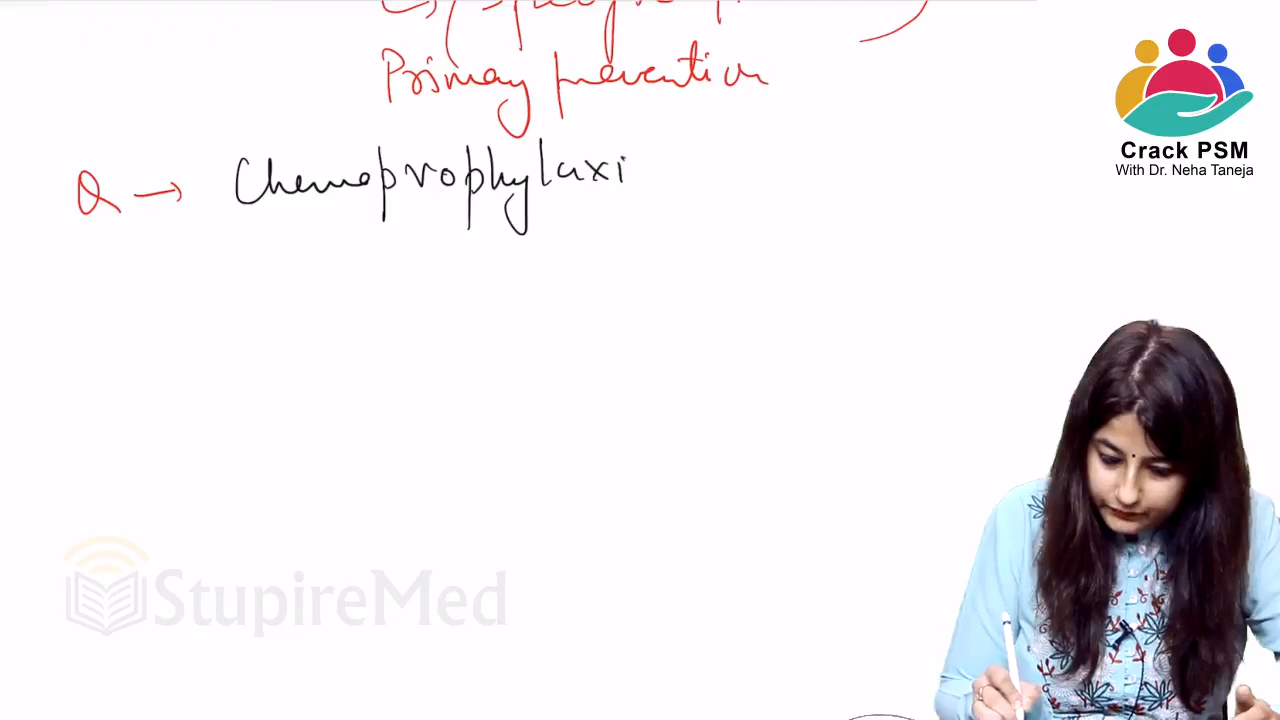 Primary prevention
Q → Chemoprophylaxi
Crack PSM
With Dr. Neha Taneja
StupireMed